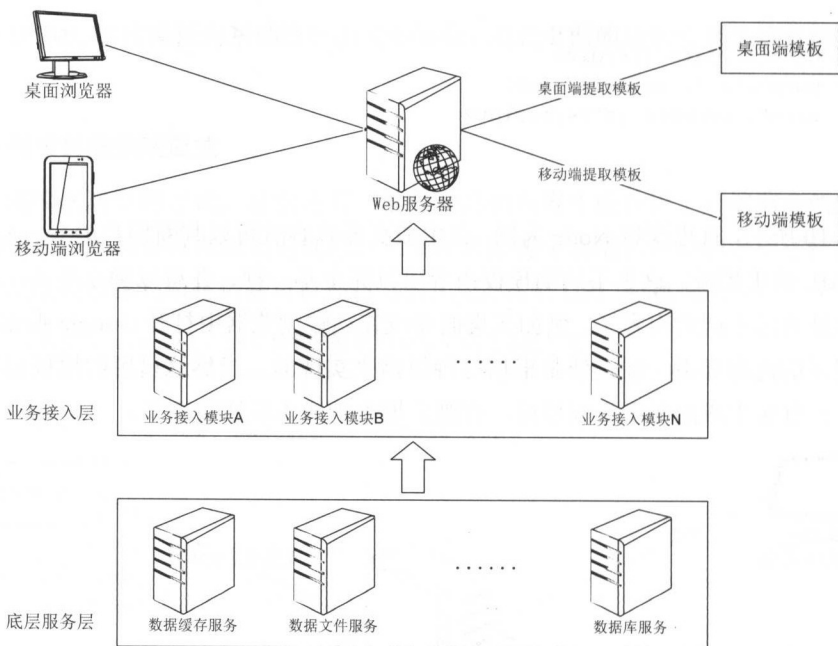 桌面浏览器
桌面端模板
桌面端提取模板
移动端提取模板
Web服务器
移动端浏览器
移动端模板
业务接入层
业务接入模块A
业务接入模块B
......
业务接入模块N
底层服务层
数据缓存服务
数据文件服务
......
数据库服务